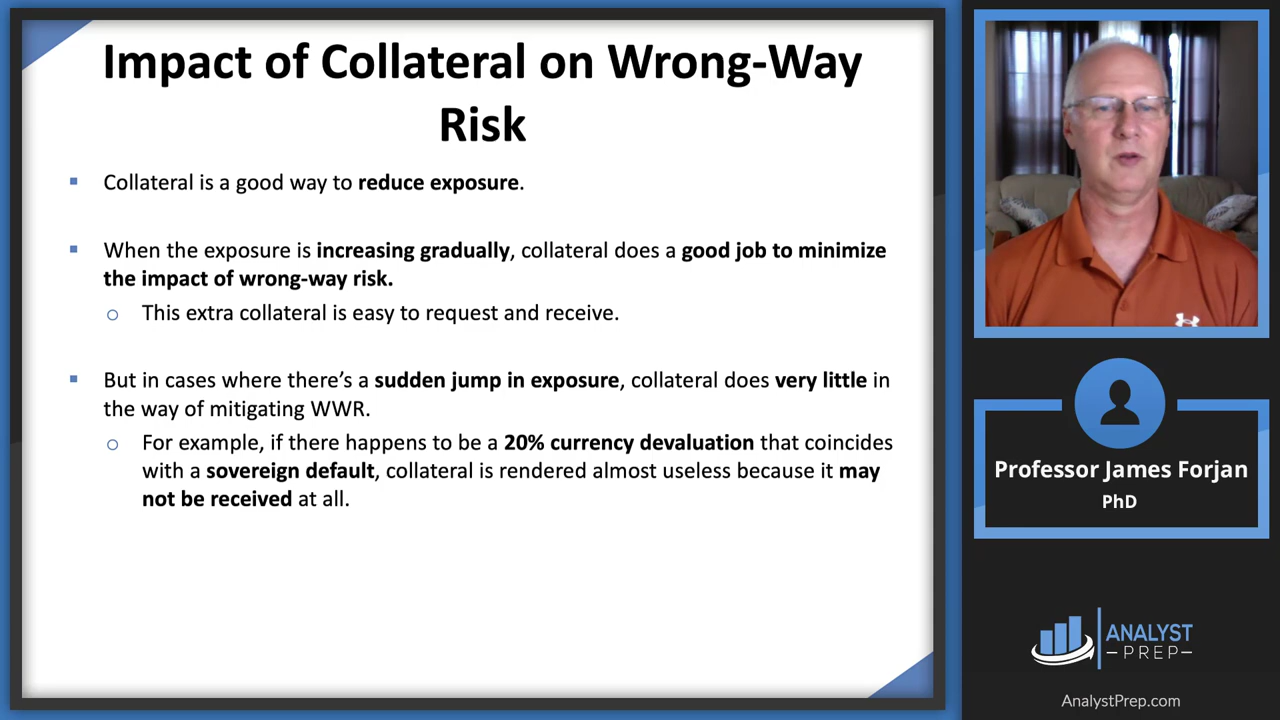 Impact of Collateral on Wrong-Way
Risk
Collateral is a good way to reduce exposure.
When the exposure is increasing gradually, collateral does a good job to minimize
the impact of wrong-way risk.
This extra collateral is easy to request and receive.
But in cases where there’s a sudden jump in exposure, collateral does very little in
the way of mitigating WWR.
For example, if there happens to be a 20% currency devaluation that coincides
with a sovereign default, collateral is rendered almost useless because it may
not be received at all.
Professor James Forjan
PhD
ANALYST
PREP
AnalystPrep.com